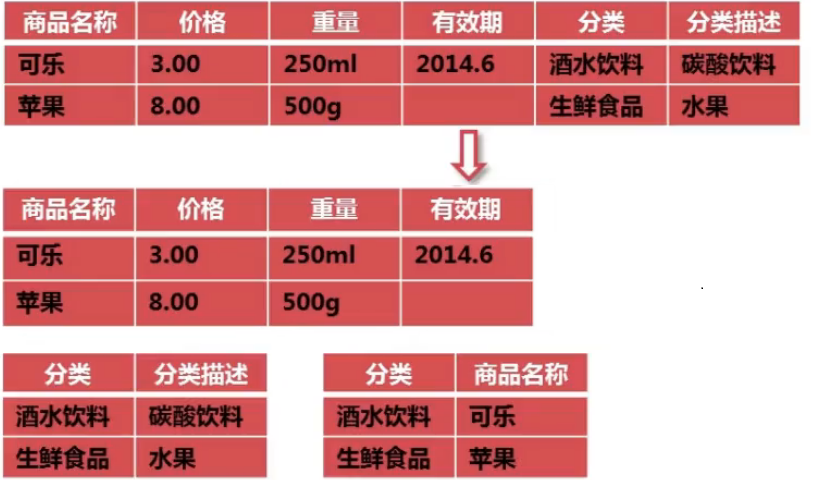 商品名称 价格 重量 有效期 分类 分类描述
可乐 3.00 250ml 2014.6 酒水饮料 碳酸饮料
苹果 8.00 500g 生鲜食品 水果
商品名称 价格 重量 有效期
可乐 3.00 250ml 2014.6
苹果 8.00 500g
分类 分类描述
酒水饮料 碳酸饮料
生鲜食品 水果
分类 商品名称
酒水饮料 可乐
生鲜食品 苹果